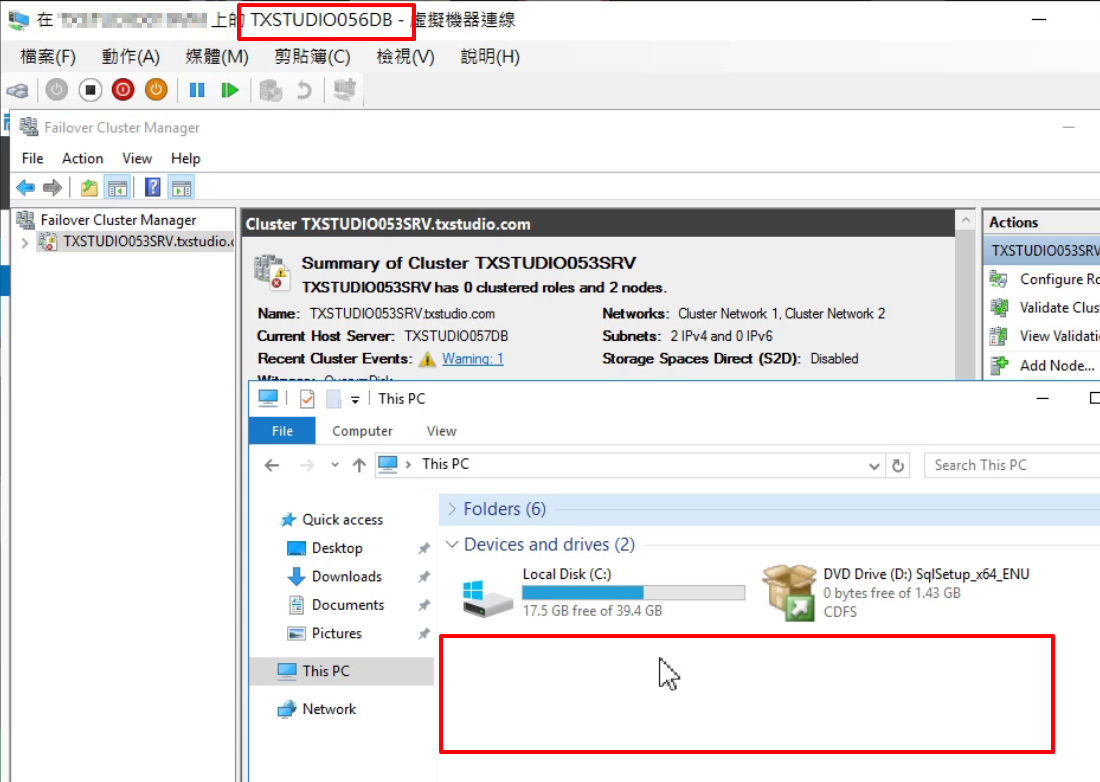 在 上的 TXSTUDIO056DB - 虛擬機器連線
檔案(F) 動作(A) 媒體(M) 剪貼簿(C) 檢視(V) 說明(H)
Failover Cluster Manager
File Action View Help
Failover Cluster Manager
TXSTUDIO053SRV.txstudio.c
Cluster TXSTUDIO053SRV.txstudio.com
Summary of Cluster TXSTUDIO053SRV
TXSTUDIO053SRV has 0 clustered roles and 2 nodes.
Name: TXSTUDIO053SRV.txstudio.com
Networks: Cluster Network 1, Cluster Network 2
Current Host Server: TXSTUDIO057DB
Subnets: 2 IPv4 and 0 IPv6
Recent Cluster Events: Warning: 1
Storage Spaces Direct (S2D): Disabled
Actions
TXSTUDIO053SRV
Configure Ro
Validate Clus
View Validati
Add Node...
This PC
File Computer View
This PC
Search This PC
Quick access
Desktop
Downloads
Documents
Pictures
This PC
Network
Folders (6)
Devices and drives (2)
Local Disk (C:)
17.5 GB free of 39.4 GB
DVD Drive (D:) SqlSetup_x64_ENU
0 bytes free of 1.43 GB
CDFS